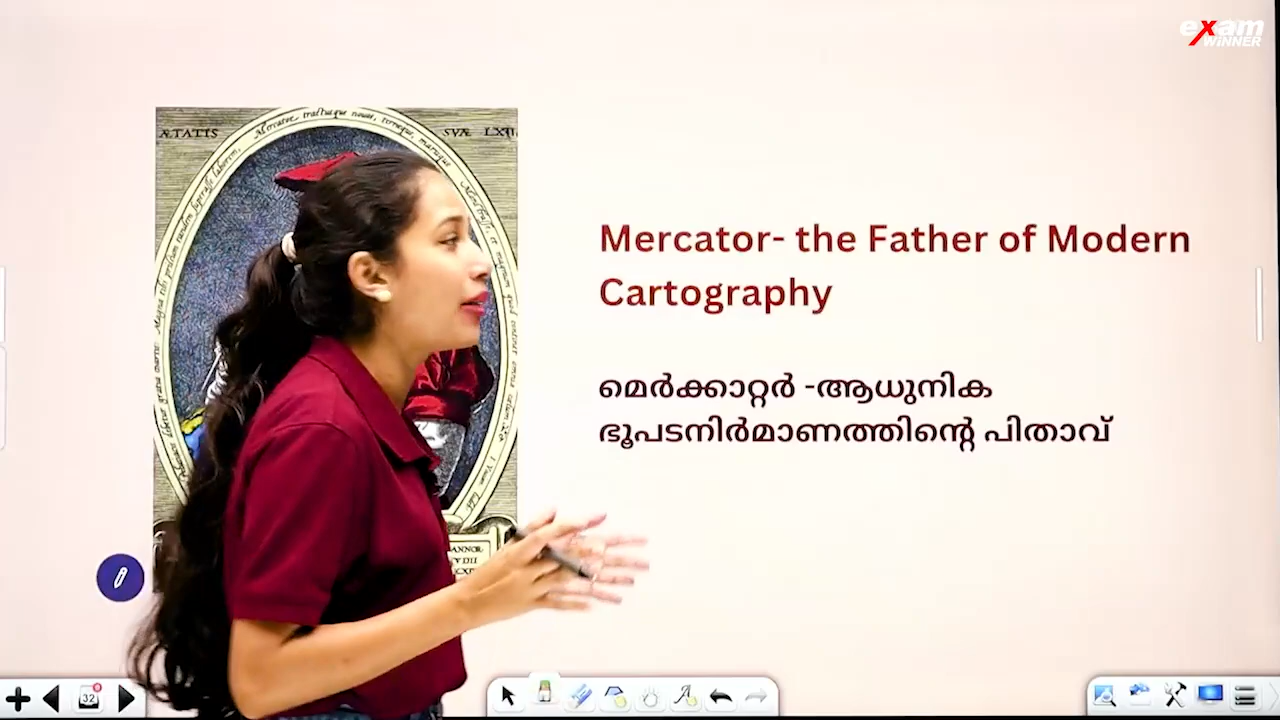 exam
WINNER
ÆTATIS
SVÆ LXII
Mercator- the Father of Modern
Cartography
മെർക്കാറ്റർ -ആധുനിക
ഭൂപടനിർമാണത്തിന്റെ പിതാവ്
32